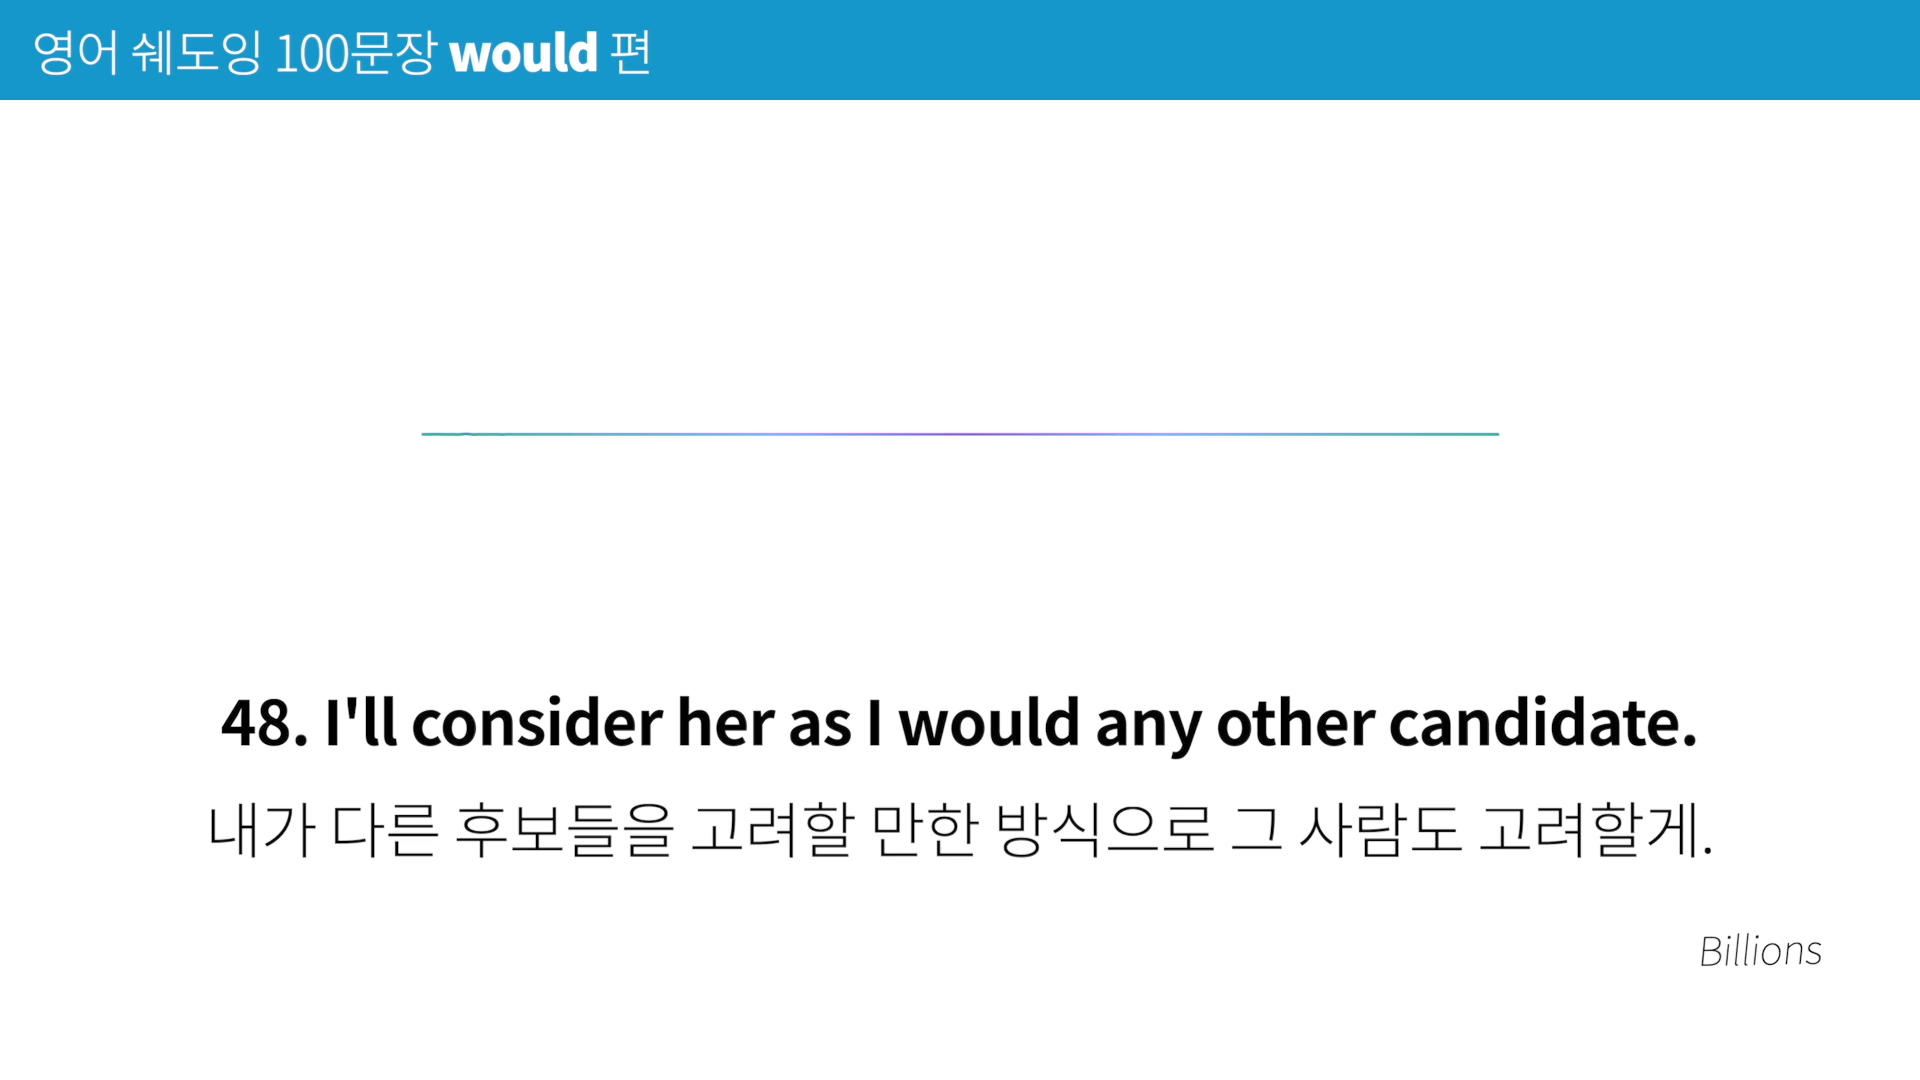 영어 쉐도잉 100문장 would 편
48. I'll consider her as I would any other candidate.
내가 다른 후보들을 고려할 만한 방식으로 그 사람도 고려할게.
Billions